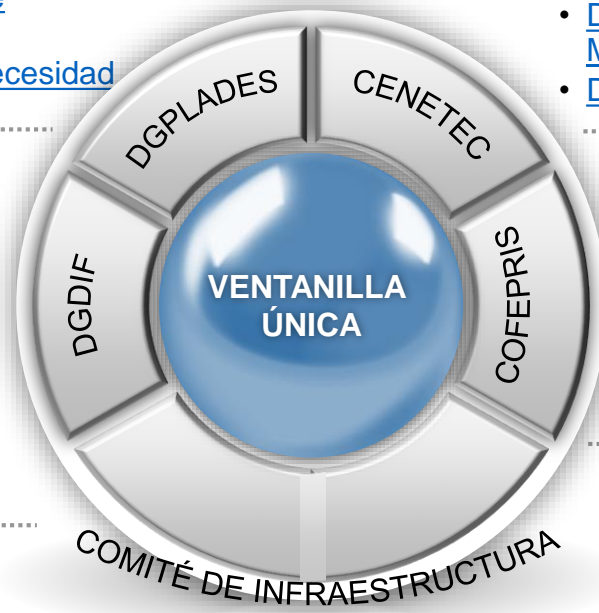 ecesidad
DGPLADES
CENETEC
DGDIF
VENTANILLA
ÚNICA
COFEPRIS
COMITÉ DE INFRAESTRUCTURA